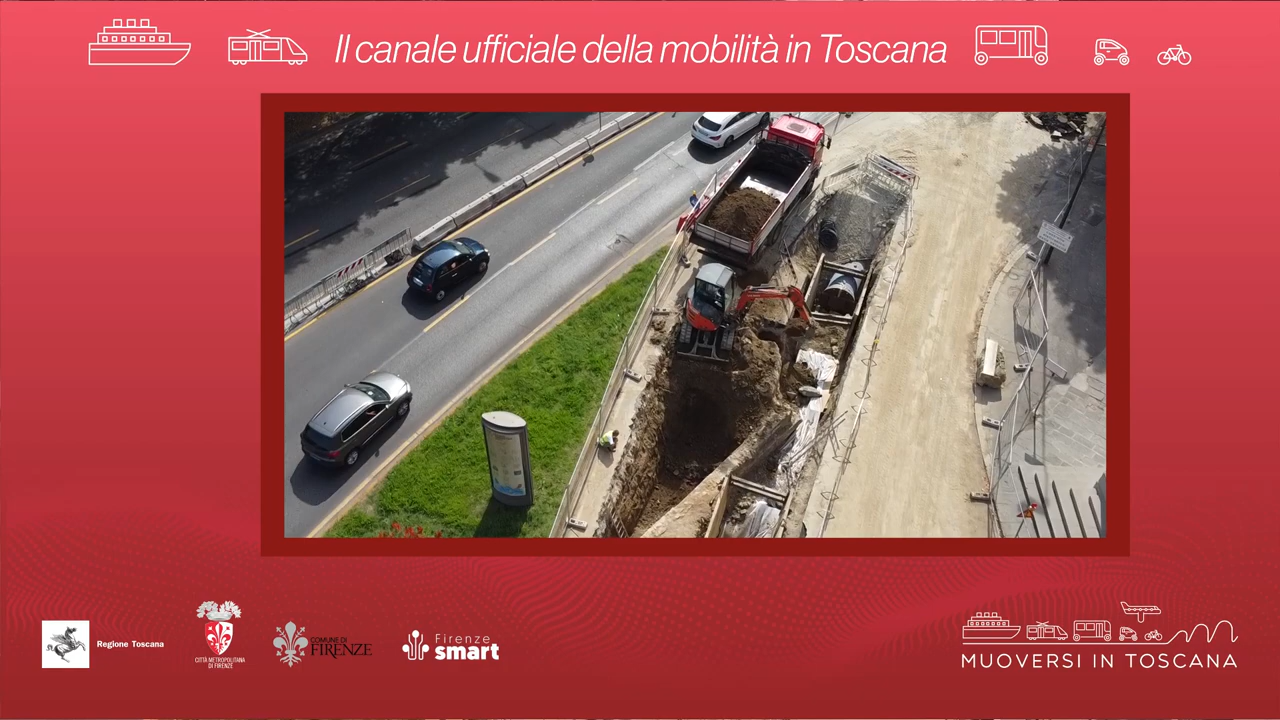 Il canale ufficiale della mobilità in Toscana
Regione Toscana
CITTÀ METROPOLITANA
DI FIRENZE
COMUNE DI
FIRENZE
Firenze
smart
MUOVERSI IN TOSCANA